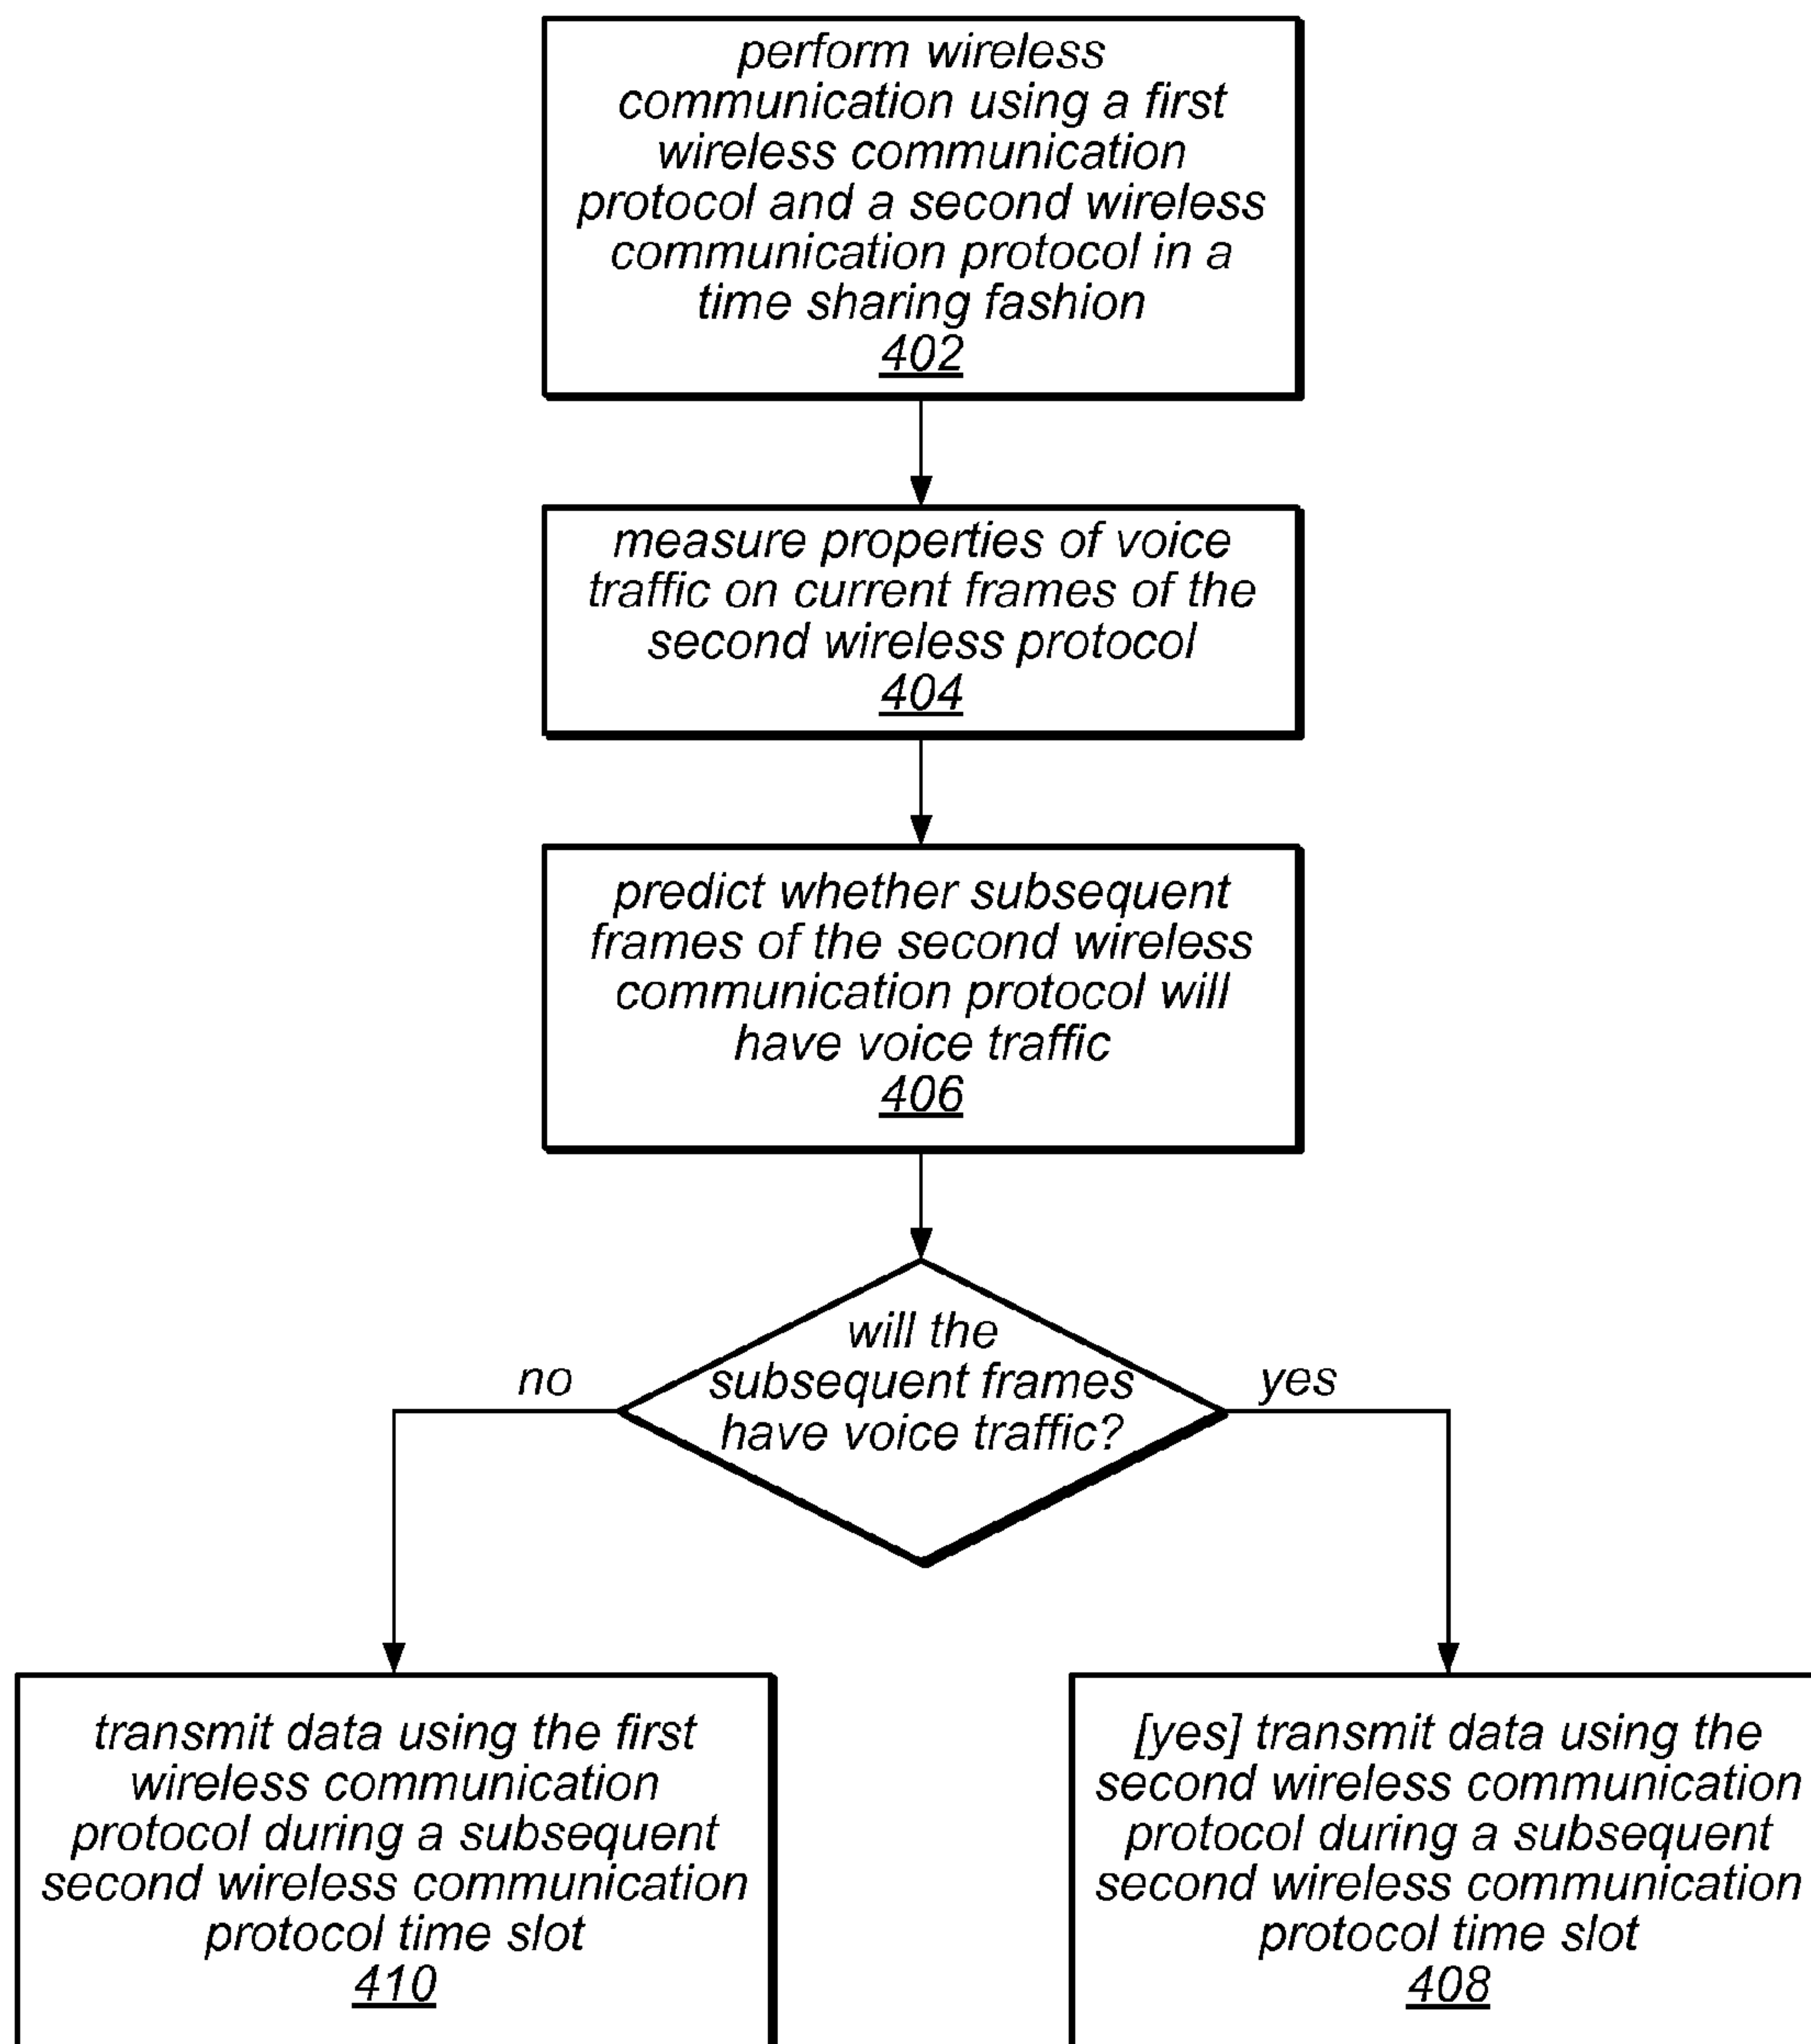 perform wireless
communication using a first
wireless communication
protocol and a second wireless
communication protocol in a
time sharing fashion
402
measure properties of voice
traffic on current frames of the
second wireless protocol
404
predict whether subsequent
frames of the second wireless
communication protocol will
have voice traffic
406
will the
subsequent frames
have voice traffic?
no
yes
transmit data using the first
wireless communication
protocol during a subsequent
second wireless communication
protocol time slot
410
[yes] transmit data using the
second wireless communication
protocol during a subsequent
second wireless communication
protocol time slot
408